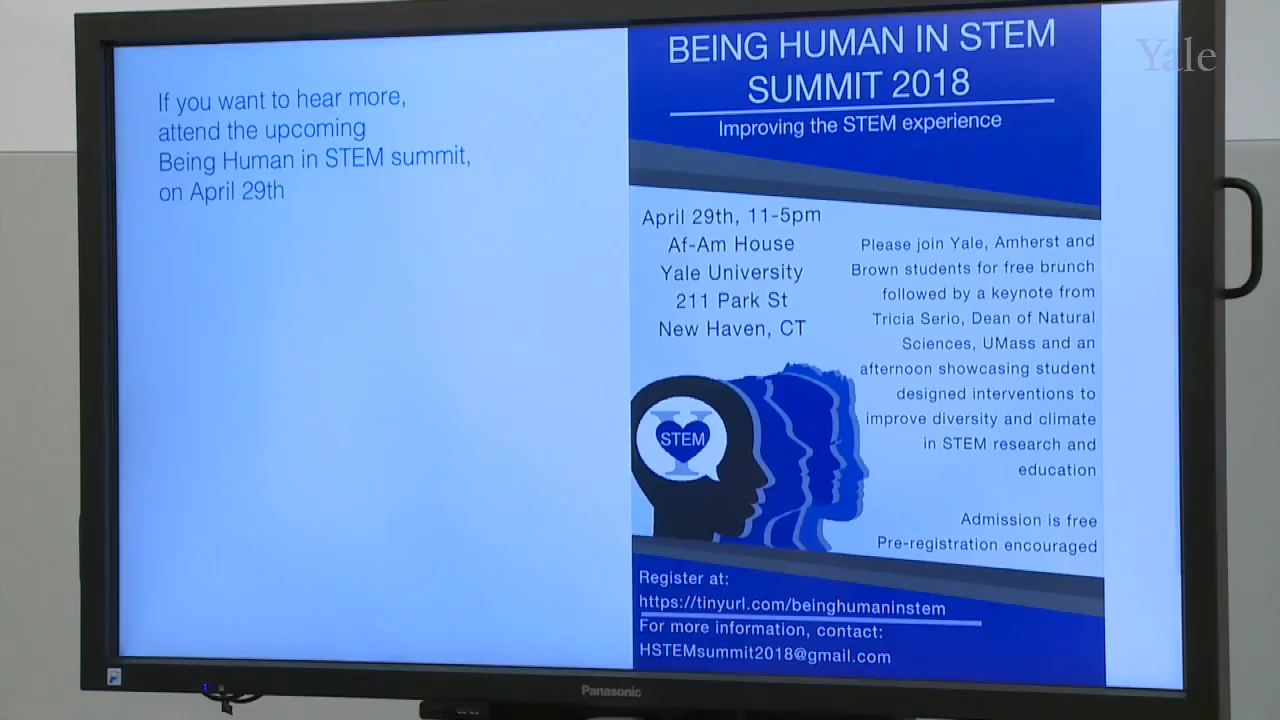 If you want to hear more,
attend the upcoming
Being Human in STEM summit,
on April 29th
BEING HUMAN IN STEM
SUMMIT 2018
Improving the STEM experience
Yale
April 29th, 11-5pm
Af-Am House
Yale University
211 Park St
New Haven, CT
Please join Yale, Amherst and
Brown students for free brunch
followed by a keynote from
Tricia Serio, Dean of Natural
Sciences, UMass and an
afternoon showcasing student
designed interventions to
improve diversity and climate
in STEM research and
education
Y
STEM
Admission is free
Pre-registration encouraged
Register at:
https://tinyurl.com/beinghumaninstem
For more information, contact:
HSTEMsummit2018@gmail.com
Panasonic